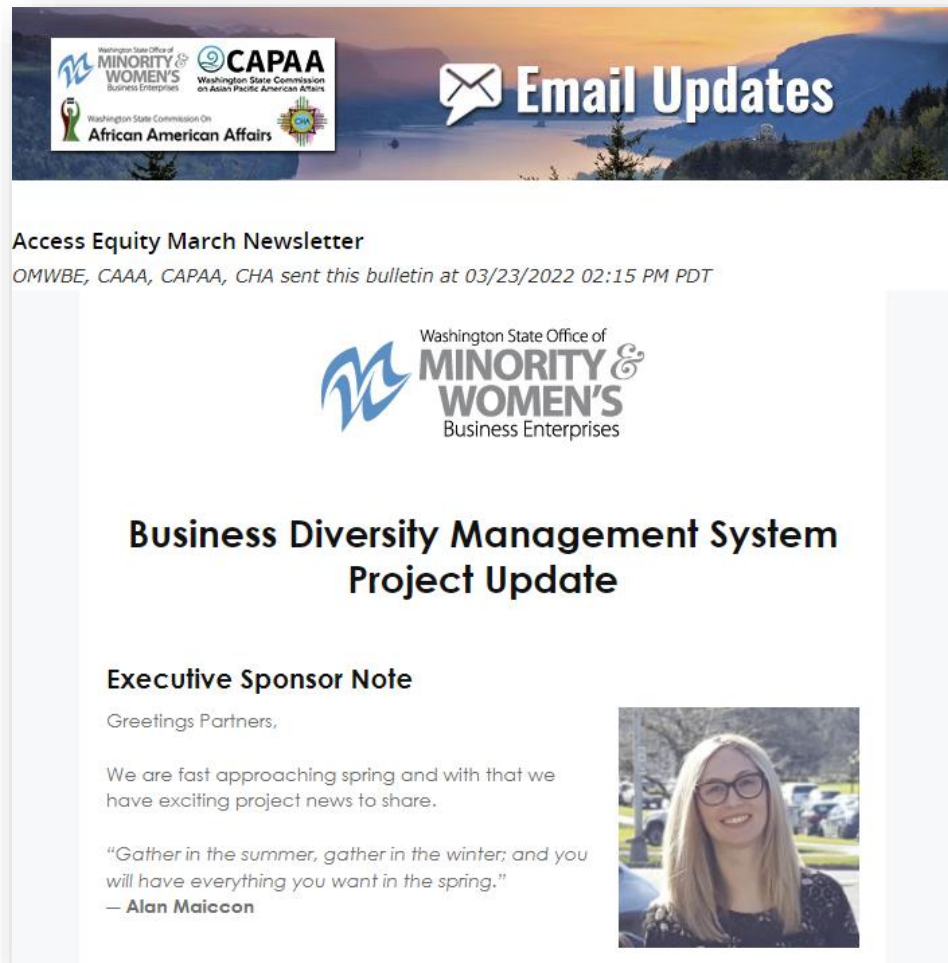 Washington State Office of
MINORITY &
WOMEN'S
Business Enterprises
CAPAA
Washington State Commission
on Asian Pacific American Affairs
Washington State Commission On
African American Affairs
CHA
Email Updates
Access Equity March Newsletter
OMWBE, CAAA, CAPAA, CHA sent this bulletin at 03/23/2022 02:15 PM PDT
Washington State Office of
MINORITY &
WOMEN'S
Business Enterprises
Business Diversity Management System
Project Update
Executive Sponsor Note
Greetings Partners,
We are fast approaching spring and with that we
have exciting project news to share.
“Gather in the summer, gather in the winter; and you
will have everything you want in the spring.”
— Alan Maiccon